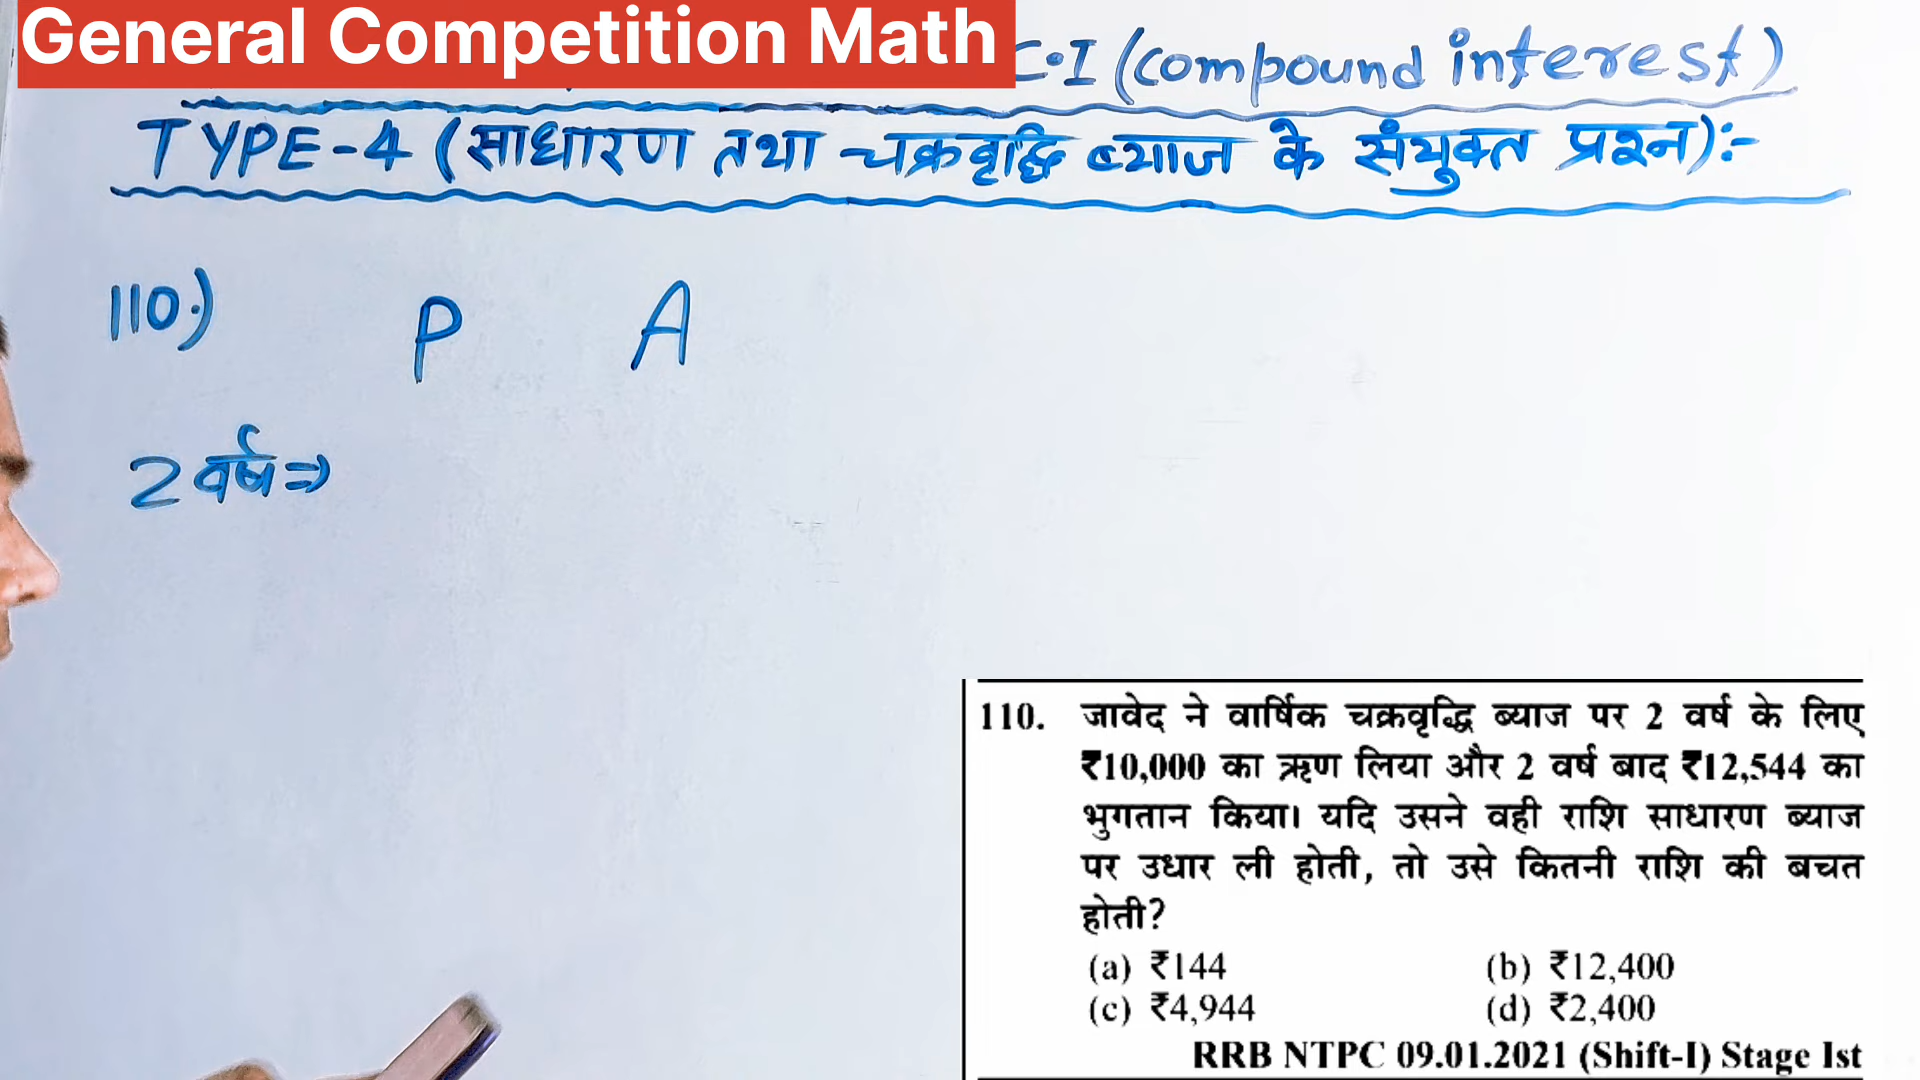 General Competition Math
C.I (compound interest)
TYPE-4 (साधारण तथा चक्रवृद्धि ब्याज के संयुक्त प्रश्न):-
110.)
P A
2 वर्ष⇒
110. जावेद ने वार्षिक चक्रवृद्धि ब्याज पर 2 वर्ष के लिए
₹10,000 का ऋण लिया और 2 वर्ष बाद ₹12,544 का
भुगतान किया। यदि उसने वही राशि साधारण ब्याज
पर उधार ली होती, तो उसे कितनी राशि की बचत
होती?
(a) ₹144 (b) ₹12,400
(c) ₹4,944 (d) ₹2,400
RRB NTPC 09.01.2021 (Shift-I) Stage Ist